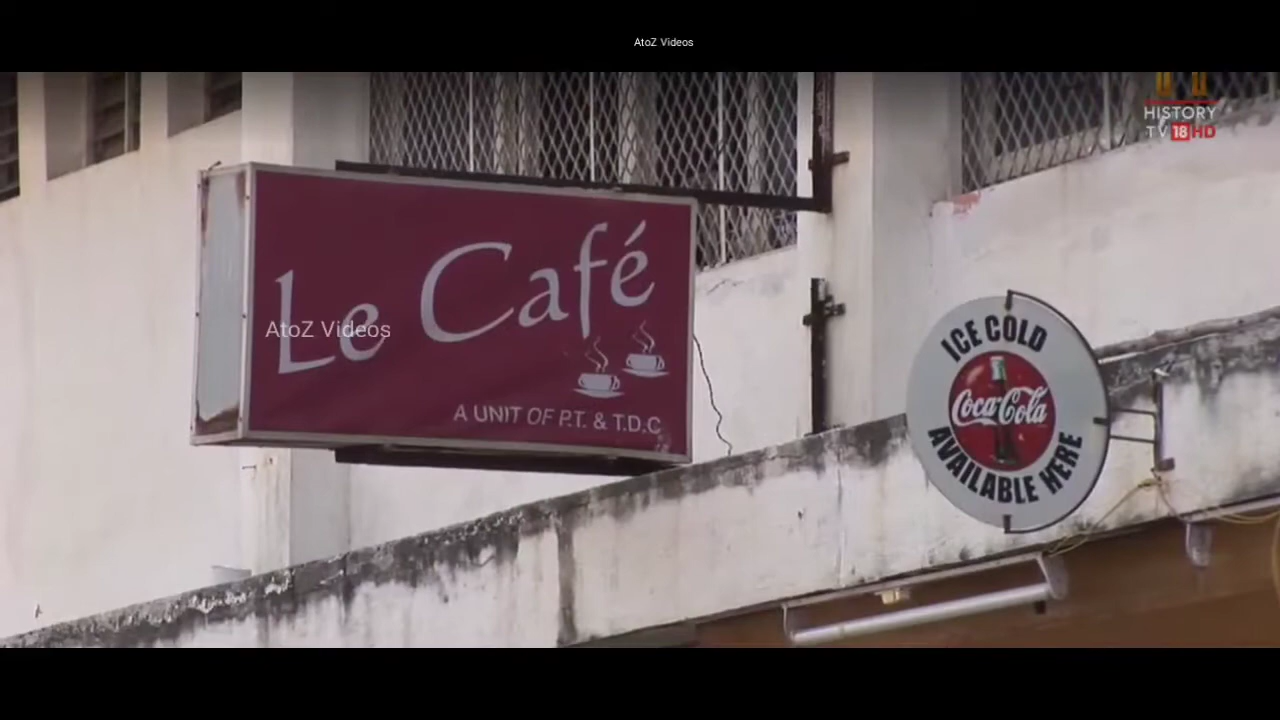 AtoZ Videos
HISTORY
TV 18 HD
Le Café
AtoZ Videos
A UNIT OF P.T. & T.D.C
ICE COLD
Coca-Cola
AVAILABLE HERE